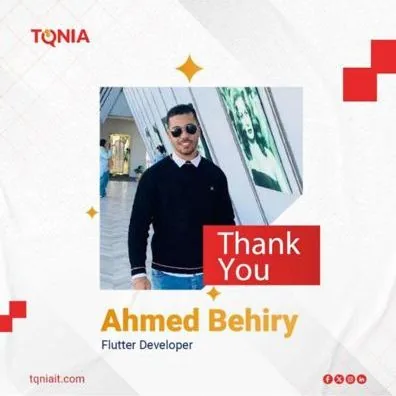 TQNIA
Thank
You
Ahmed Behiry
Flutter Developer
tqniait.com